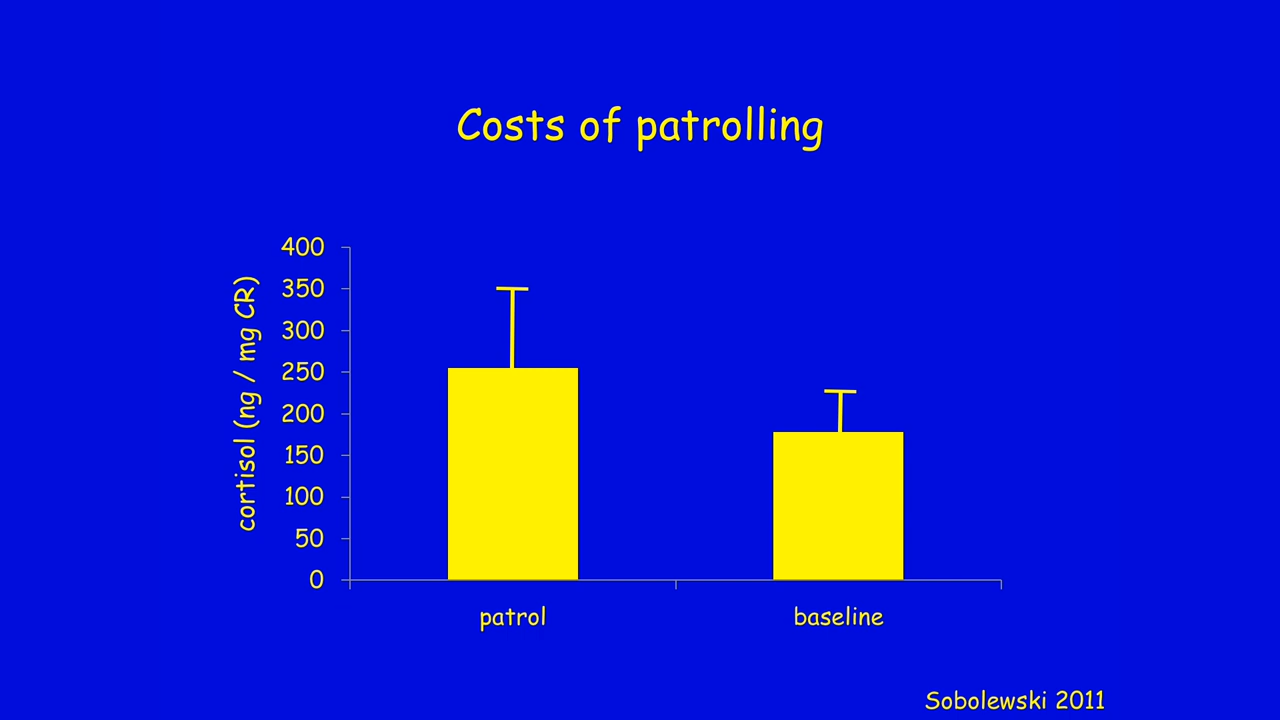 Costs of patrolling
400
350
300
250
200
150
100
50
0
cortisol (ng / mg CR)
patrol
baseline
Sobolewski 2011